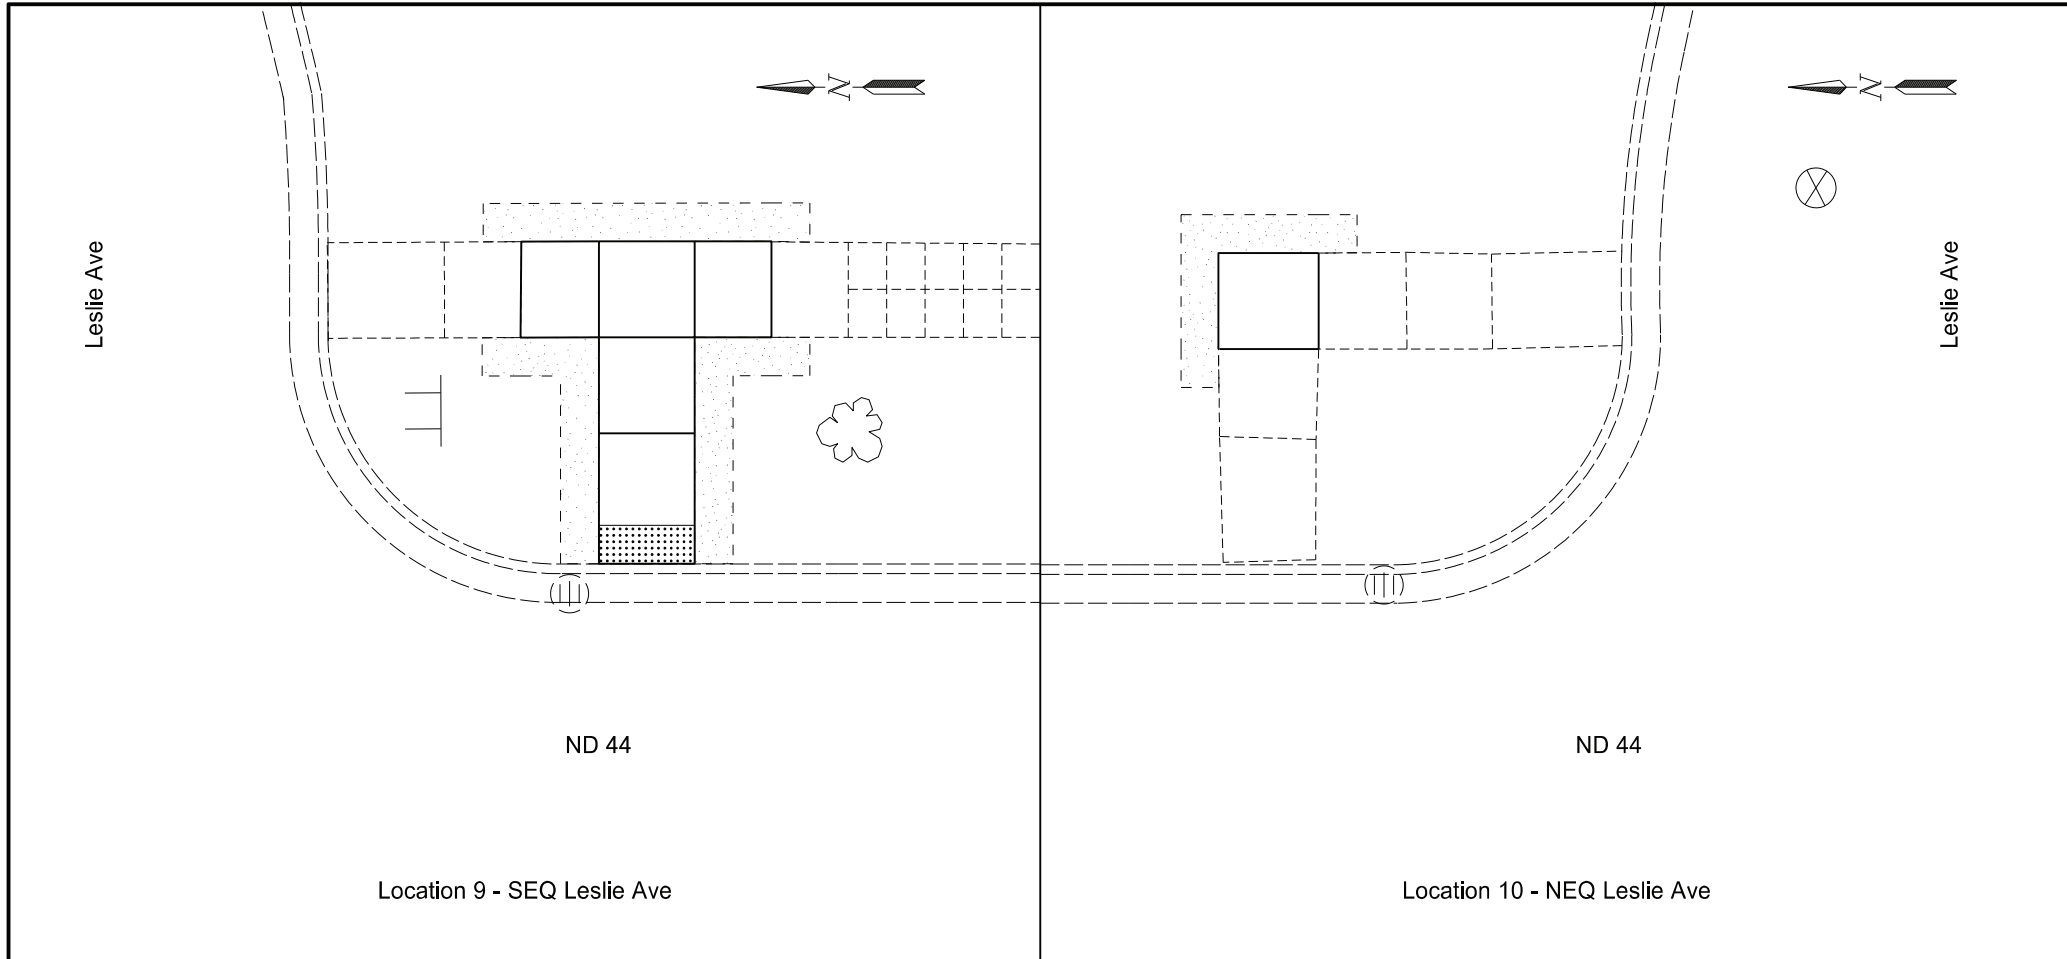 N
N
Leslie Ave
Leslie Ave
ND 44
ND 44
Location 9 - SEQ Leslie Ave
Location 10 - NEQ Leslie Ave